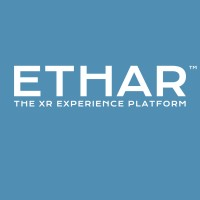 ETHAR™
THE XR EXPERIENCE PLATFORM